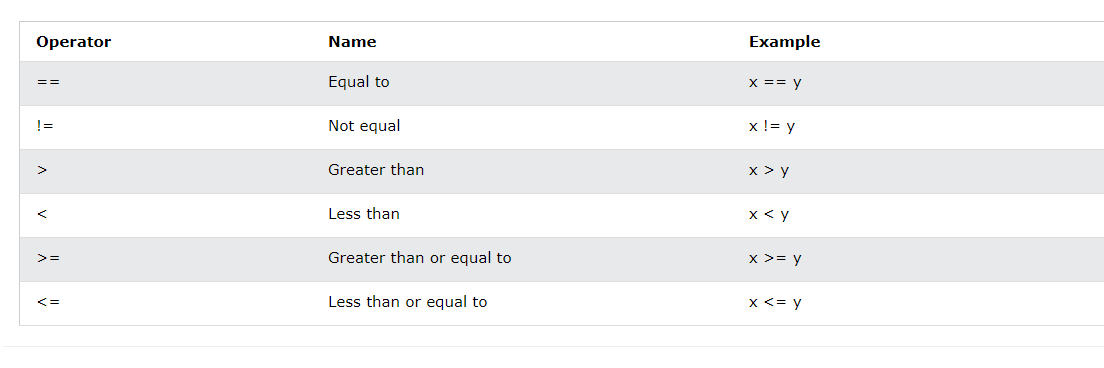 Operator Name Example
== Equal to x == y
!= Not equal x != y
> Greater than x > y
< Less than x < y
>= Greater than or equal to x >= y
<= Less than or equal to x <= y